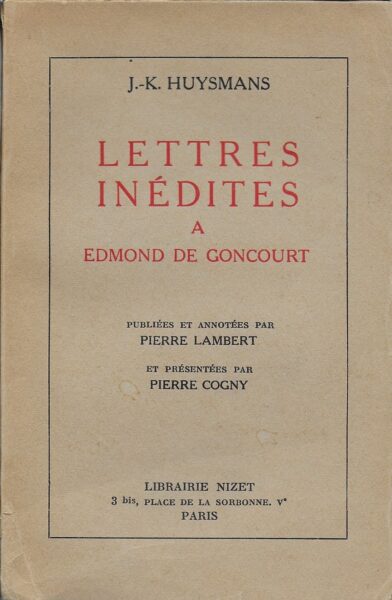 J.-K. HUYSMANS
LETTRES
INÉDITES
A
EDMOND DE GONCOURT
PUBLIÉES ET ANNOTÉES PAR
PIERRE LAMBERT
ET PRÉSENTÉES PAR
PIERRE COGNY
LIBRAIRIE NIZET
3 bis, PLACE DE LA SORBONNE. Vᵉ
PARIS